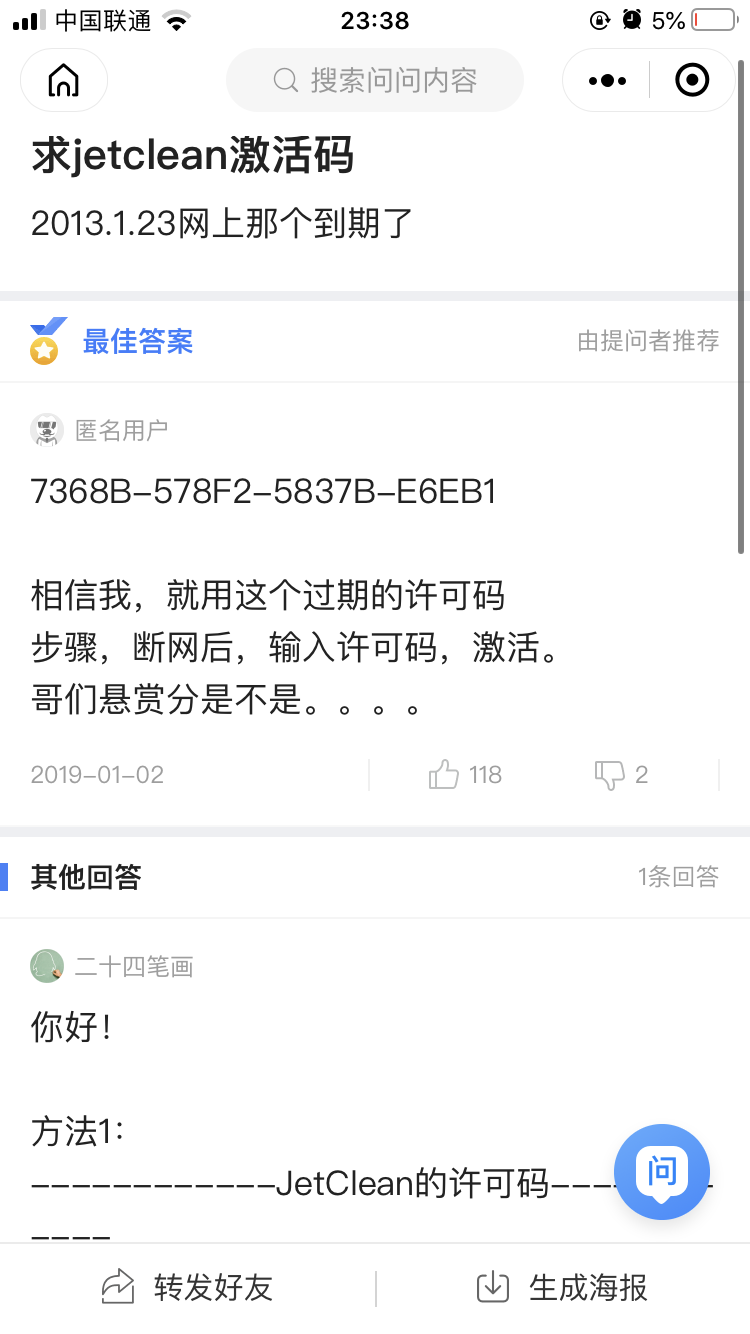 中国联通
23:38
5%
搜索问问内容
求jetclean激活码
2013.1.23网上那个到期了
最佳答案
由提问者推荐
匿名用户
7368B-578F2-5837B-E6EB1
相信我，就用这个过期的许可码
步骤，断网后，输入许可码，激活。
哥们悬赏分是不是。。。。
2019-01-02
118
2
其他回答
1条回答
二十四笔画
你好！
方法1:
------------JetClean的许可码-----
----
问
转发好友
生成海报